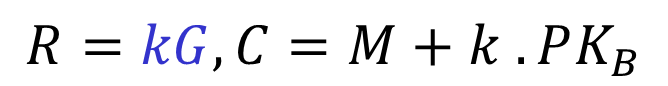 R = kG, C = M + k . PK_B